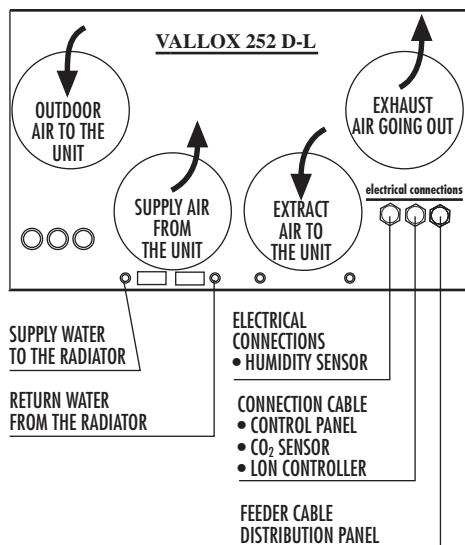 VALLOX 252 D-L
OUTDOOR
AIR TO THE
UNIT
EXHAUST
AIR GOING OUT
SUPPLY AIR
FROM
THE UNIT
EXTRACT
AIR TO
THE UNIT
electrical connections
SUPPLY WATER
TO THE RADIATOR
RETURN WATER
FROM THE RADIATOR
ELECTRICAL
CONNECTIONS
• HUMIDITY SENSOR
CONNECTION CABLE
• CONTROL PANEL
• CO₂ SENSOR
• LON CONTROLLER
FEEDER CABLE
DISTRIBUTION PANEL